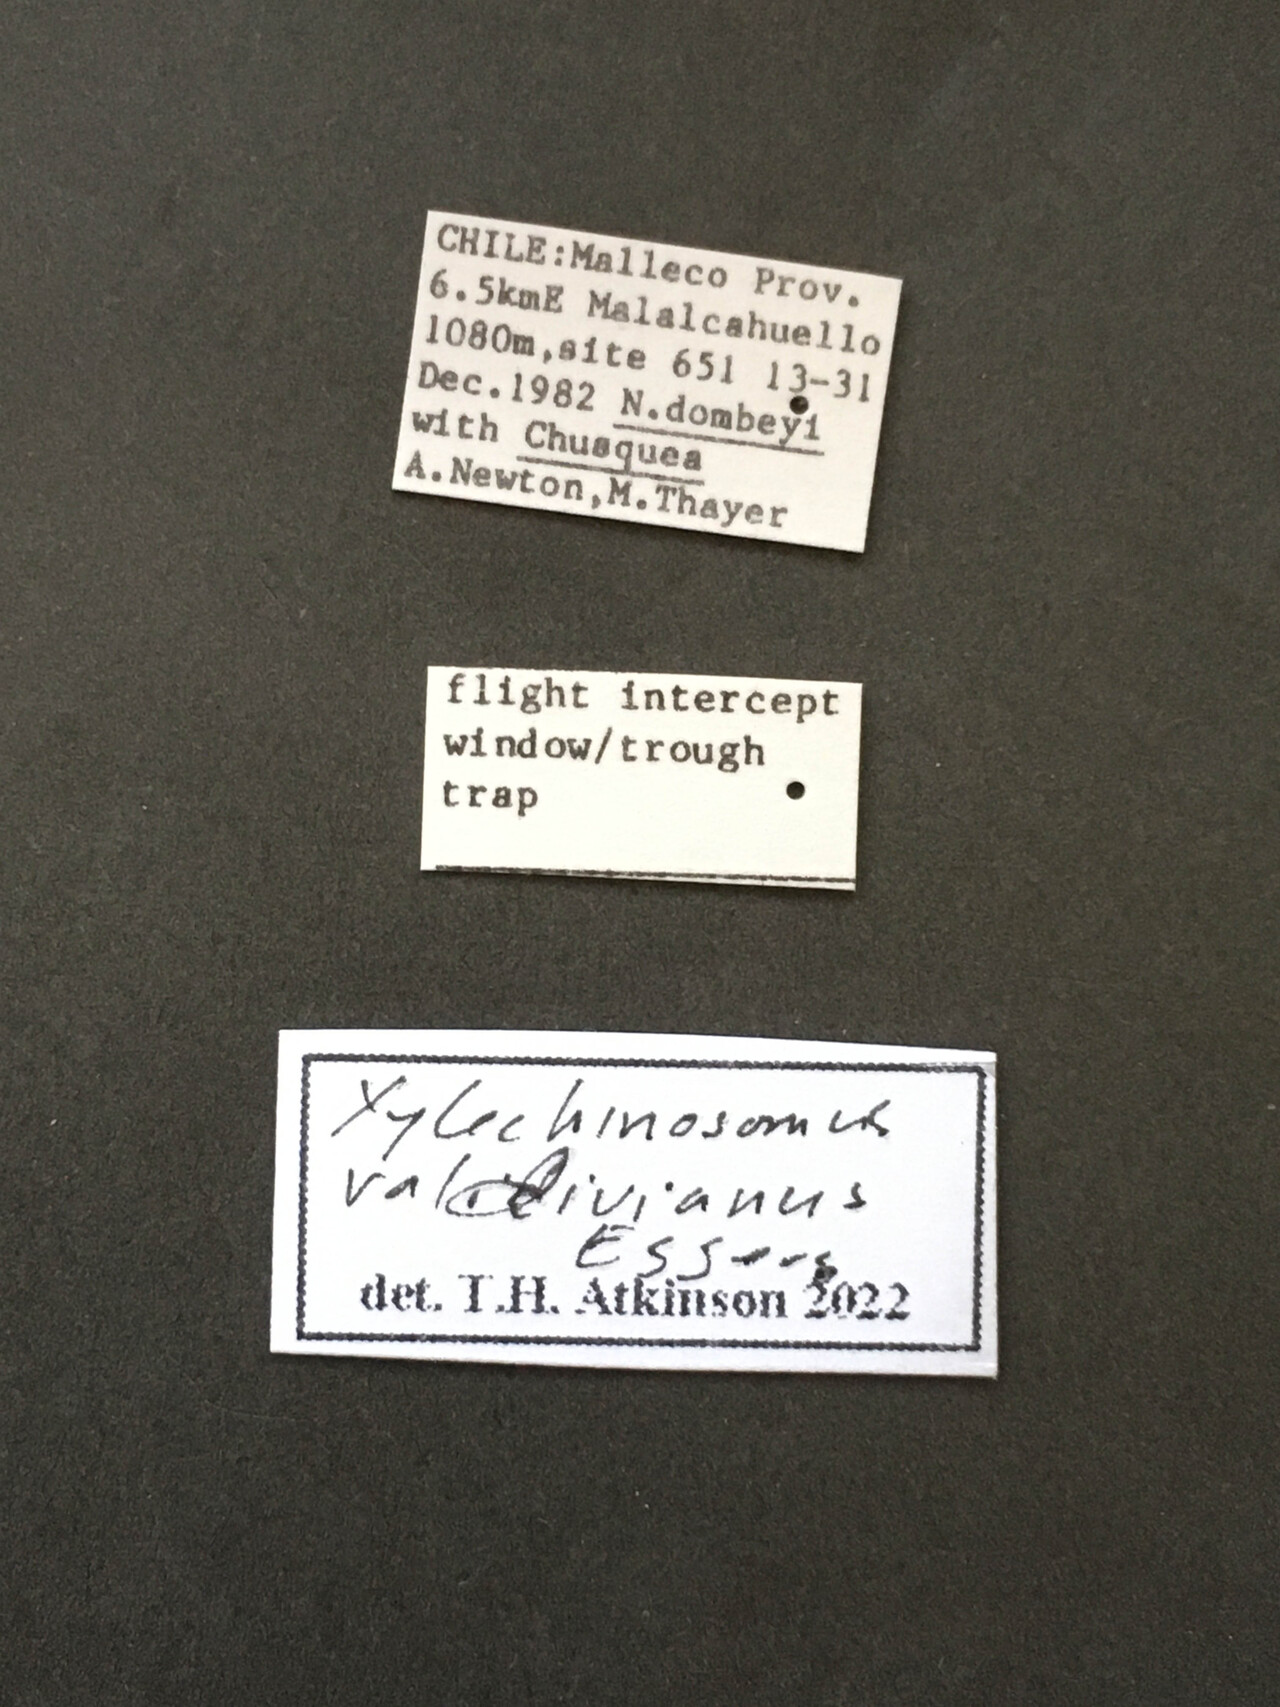 CHILE:Malleco Prov.
6.5kmE Malalcahuello
1080m,site 651 13-31
Dec.1982 N.dombeyi
with Chusquea
A.Newton,M.Thayer
flight intercept
window/trough
trap
Xylechinosomus
valdivianus
det. T.H. Atkinson 2022